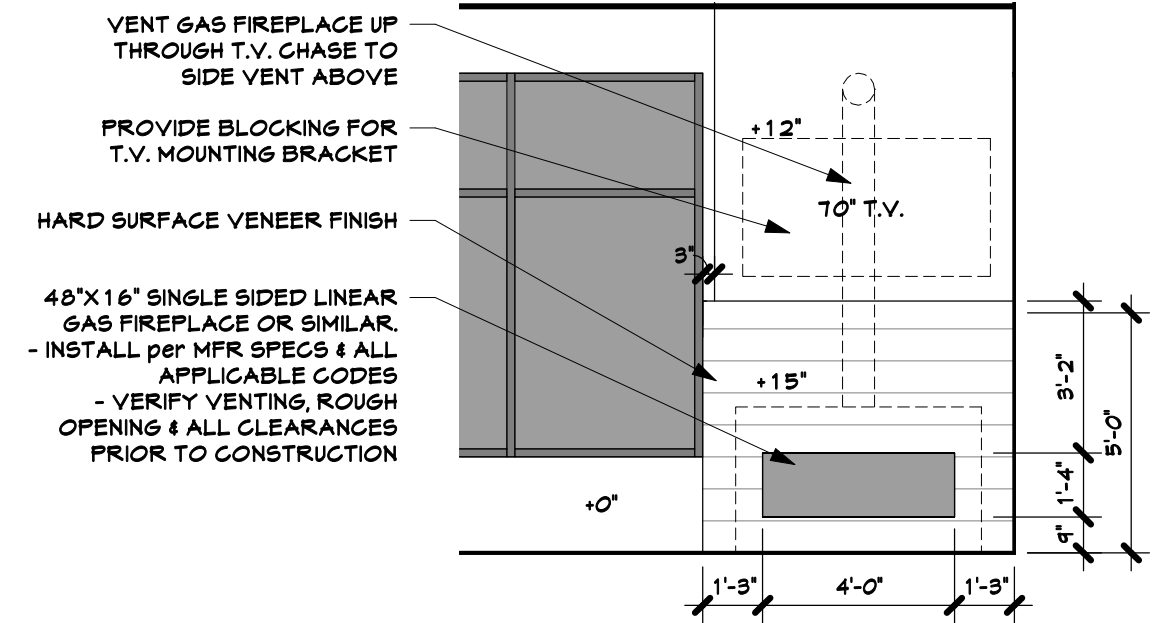 VENT GAS FIREPLACE UP
THROUGH T.V. CHASE TO
SIDE VENT ABOVE
PROVIDE BLOCKING FOR
T.V. MOUNTING BRACKET
HARD SURFACE VENEER FINISH
48"X16" SINGLE SIDED LINEAR
GAS FIREPLACE OR SIMILAR.
- INSTALL per MFR SPECS & ALL
APPLICABLE CODES
- VERIFY VENTING, ROUGH
OPENING & ALL CLEARANCES
PRIOR TO CONSTRUCTION
+12"
70" T.V.
3"
+15"
+0"
3'-2"
5'-0"
1'-4"
9"
1'-3"
4'-0"
1'-3"